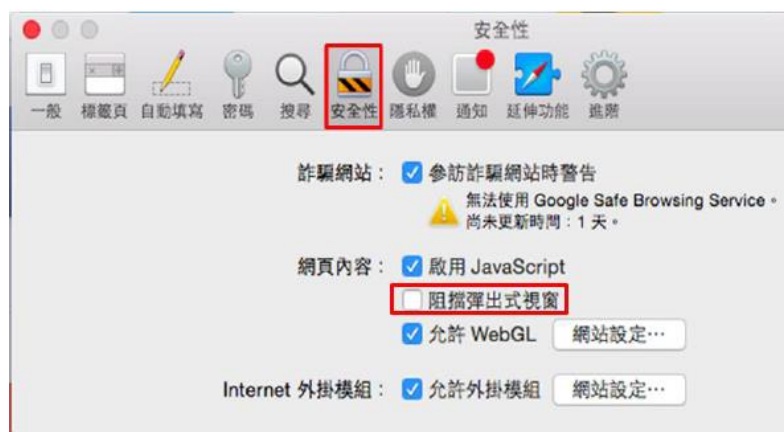 安全性
一般 標籤頁 自動填寫 密碼 搜尋 安全性 隱私權 通知 延伸功能 進階
詐騙網站： 參訪詐騙網站時警告
無法使用 Google Safe Browsing Service。
尚未更新時間：1 天。
網頁內容： 啟用 JavaScript
阻擋彈出式視窗
允許 WebGL 網站設定⋯
Internet 外掛模組： 允許外掛模組 網站設定⋯